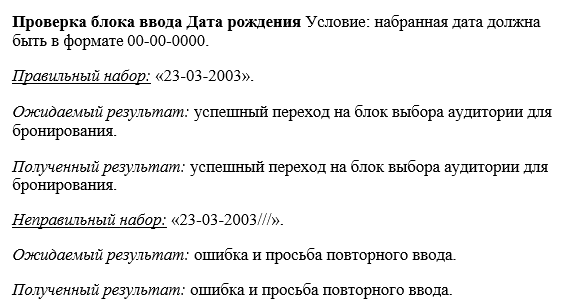 Проверка блока ввода Дата рождения Условие: набранная дата должна
быть в формате 00-00-0000.
Правильный набор: «23-03-2003».
Ожидаемый результат: успешный переход на блок выбора аудитории для
бронирования.
Полученный результат: успешный переход на блок выбора аудитории для
бронирования.
Неправильный набор: «23-03-2003///».
Ожидаемый результат: ошибка и просьба повторного ввода.
Полученный результат: ошибка и просьба повторного ввода.